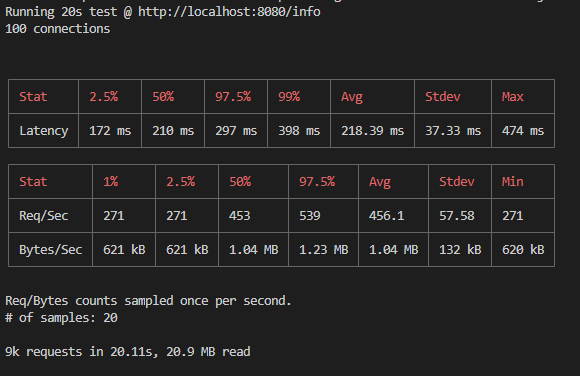 Running 20s test @ http://localhost:8080/info
100 connections
Stat 2.5% 50% 97.5% 99% Avg Stdev Max
Latency 172 ms 210 ms 297 ms 398 ms 218.39 ms 37.33 ms 474 ms
Stat 1% 2.5% 50% 97.5% Avg Stdev Min
Req/Sec 271 271 453 539 456.1 57.58 271
Bytes/Sec 621 kB 621 kB 1.04 MB 1.23 MB 1.04 MB 132 kB 620 kB
Req/Bytes counts sampled once per second.
# of samples: 20
9k requests in 20.11s, 20.9 MB read